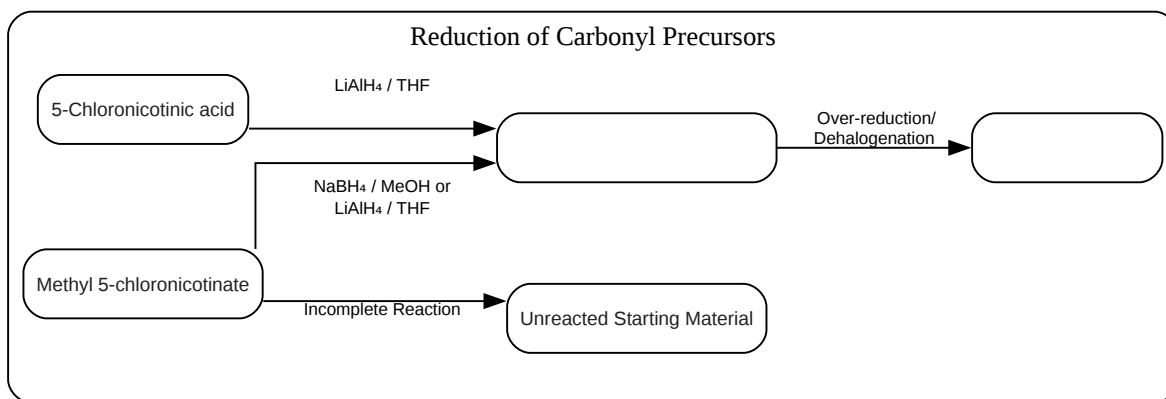 Reduction of Carbonyl Precursors
LiAlH₄ / THF
5-Chloronicotinic acid
Over-reduction/
Dehalogenation
NaBH₄ / MeOH or
LiAlH₄ / THF
Methyl 5-chloronicotinate
Incomplete Reaction
Unreacted Starting Material